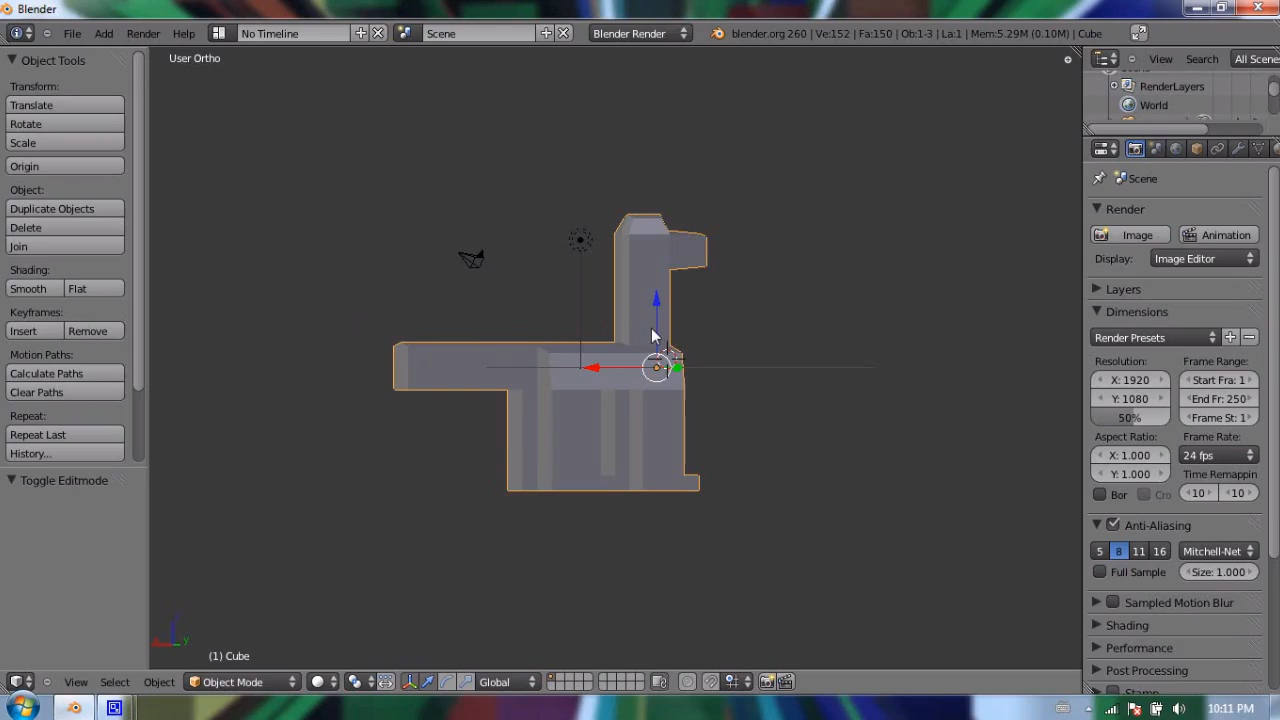 Blender
File Add Render Help
No Timeline
Scene
Blender Render
blender.org 260 | Ve:152 | Fa:150 | Ob:1-3 | La:1 | Mem:5.29M (0.10M) | Cube
View Search All Scene
Object Tools
Transform:
Translate
Rotate
Scale
Origin
Object:
Duplicate Objects
Delete
Join
Shading:
Smooth Flat
Keyframes:
Insert Remove
Motion Paths:
Calculate Paths
Clear Paths
Repeat:
Repeat Last
History...
Toggle Editmode
User Ortho
y
(1) Cube
View Select Object
Object Mode
Global
RenderLayers
World
Scene
Render
Image Animation
Display: Image Editor
Layers
Dimensions
Render Presets
Resolution: Frame Range:
X: 1920 Start Fra: 1
Y: 1080 End Fr: 250
50% Frame St: 1
Aspect Ratio: Frame Rate:
X: 1.000 24 fps
Y: 1.000 Time Remappin
Bor Cro 10 10
Anti-Aliasing
5 8 11 16 Mitchell-Net
Full Sample Size: 1.000
Sampled Motion Blur
Shading
Performance
Post Processing
Stamp
10:11 PM